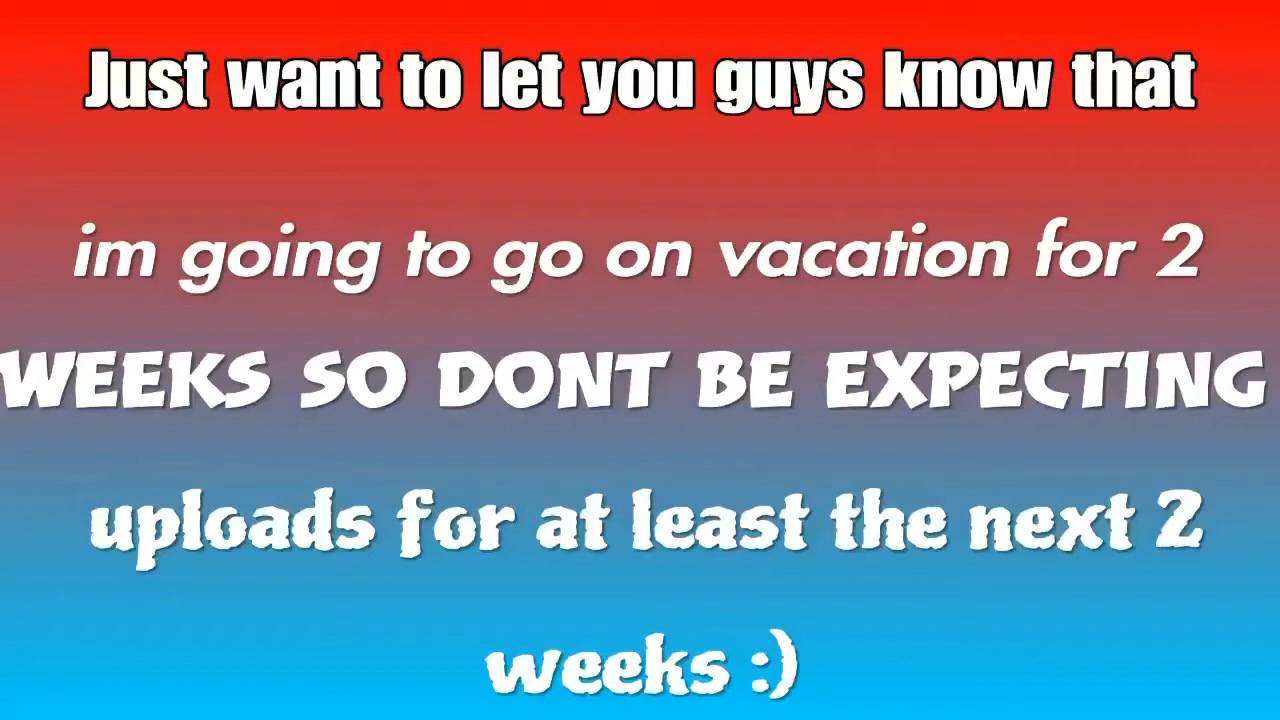 Just want to let you guys know that
im going to go on vacation for 2
WEEKS SO DONT BE EXPECTING
uploads for at least the next 2
weeks :)